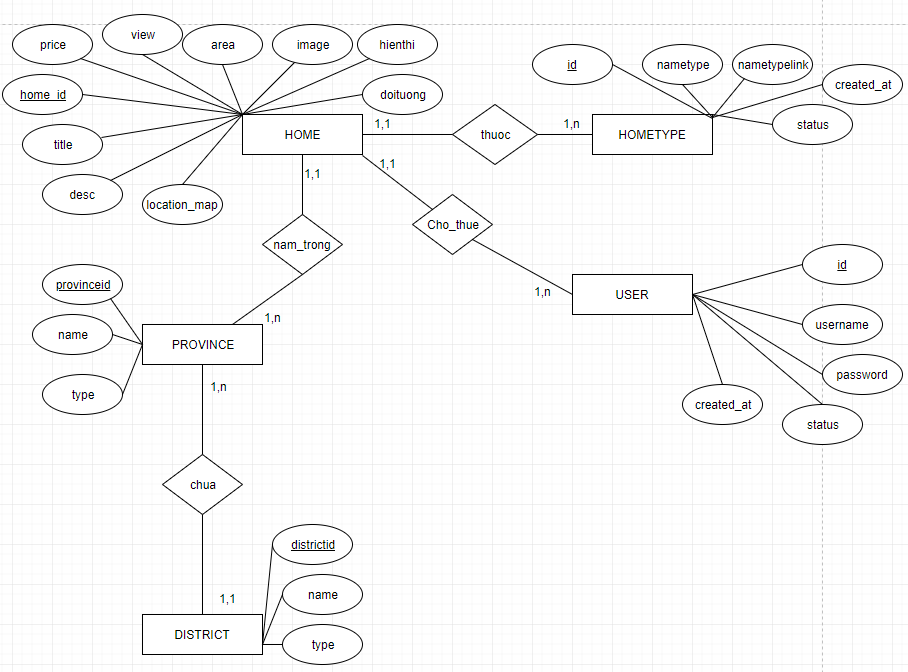 view
price
area
image
hienthi
id
nametype
nametypelink
created_at
home_id
doituong
status
title
HOME
1,1
thuoc
1,n
HOMETYPE
1,1
1,1
desc
location_map
Cho_thue
nam_trong
id
provinceid
1,n
USER
1,n
username
name
PROVINCE
password
1,n
type
created_at
status
chua
districtid
name
1,1
DISTRICT
type